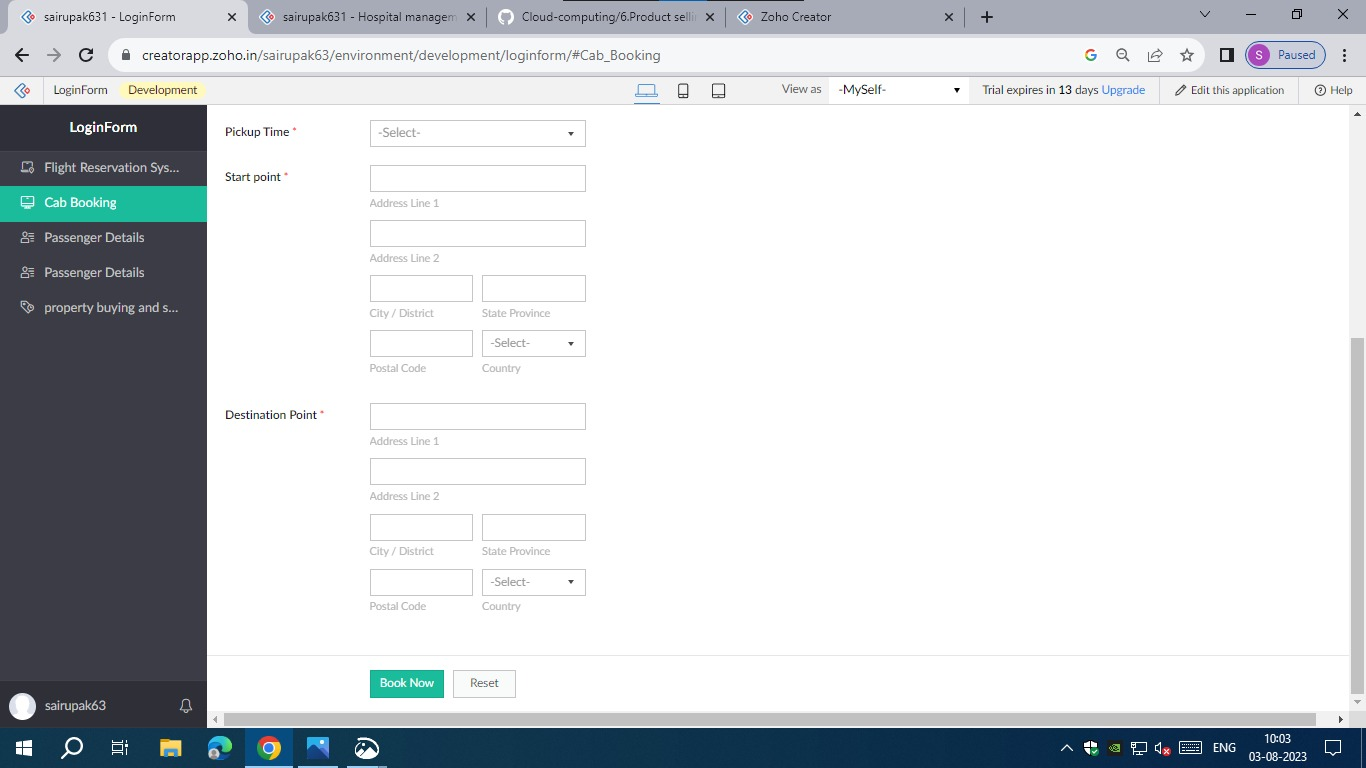 sairupak631 - LoginForm
sairupak631 - Hospital managem
Cloud-computing/6.Product selli
Zoho Creator
creatorapp.zoho.in/sairupak63/environment/development/loginform/#Cab_Booking
S Paused
LoginForm Development
View as -MySelf-
Trial expires in 13 days Upgrade
Edit this application
Help
LoginForm
Flight Reservation Sys...
Cab Booking
Passenger Details
Passenger Details
property buying and s...
sairupak63
Pickup Time *
-Select-
Start point *
Address Line 1
Address Line 2
City / District State Province
-Select-
Postal Code Country
Destination Point *
Address Line 1
Address Line 2
City / District State Province
-Select-
Postal Code Country
Book Now Reset
ENG
10:03
03-08-2023